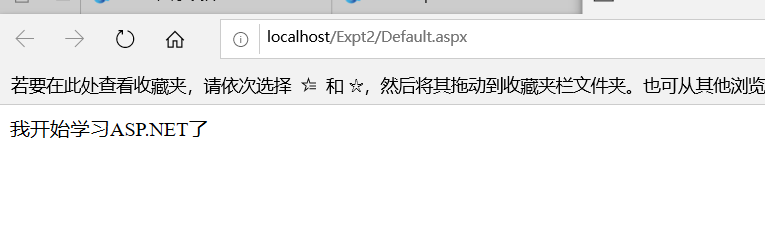 localhost/Expt2/Default.aspx
若要在此处查看收藏夹，请依次选择 和 ，然后将其拖动到收藏夹栏文件夹。也可从其他浏览
我开始学习ASP.NET了